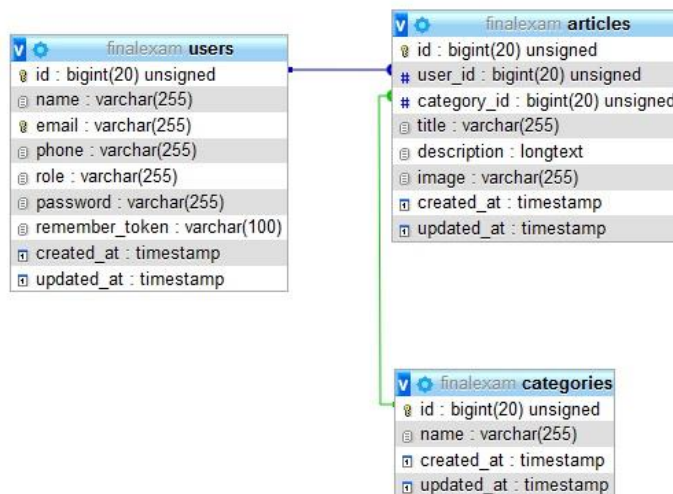 finalexam users
id : bigint(20) unsigned
name : varchar(255)
email : varchar(255)
phone : varchar(255)
role : varchar(255)
password : varchar(255)
remember_token : varchar(100)
created_at : timestamp
updated_at : timestamp
finalexam articles
id : bigint(20) unsigned
# user_id : bigint(20) unsigned
# category_id : bigint(20) unsigned
title : varchar(255)
description : longtext
image : varchar(255)
created_at : timestamp
updated_at : timestamp
finalexam categories
id : bigint(20) unsigned
name : varchar(255)
created_at : timestamp
updated_at : timestamp